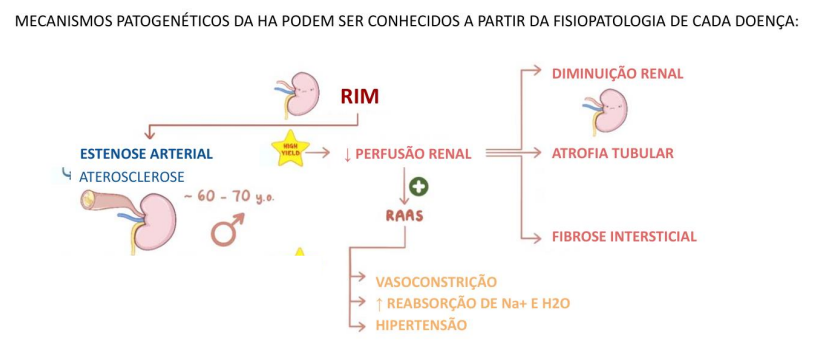 MECANISMOS PATOGENÉTICOS DA HA PODEM SER CONHECIDOS A PARTIR DA FISIOPATOLOGIA DE CADA DOENÇA:
RIM
DIMINUIÇÃO RENAL
ESTENOSE ARTERIAL
HIGH
YIELD
↓ PERFUSÃO RENAL
ATROFIA TUBULAR
ATEROSCLEROSE
~ 60 - 70 y.o.
+
RAAS
FIBROSE INTERSTICIAL
VASOCONSTRIÇÃO
↑ REABSORÇÃO DE Na+ E H2O
HIPERTENSÃO